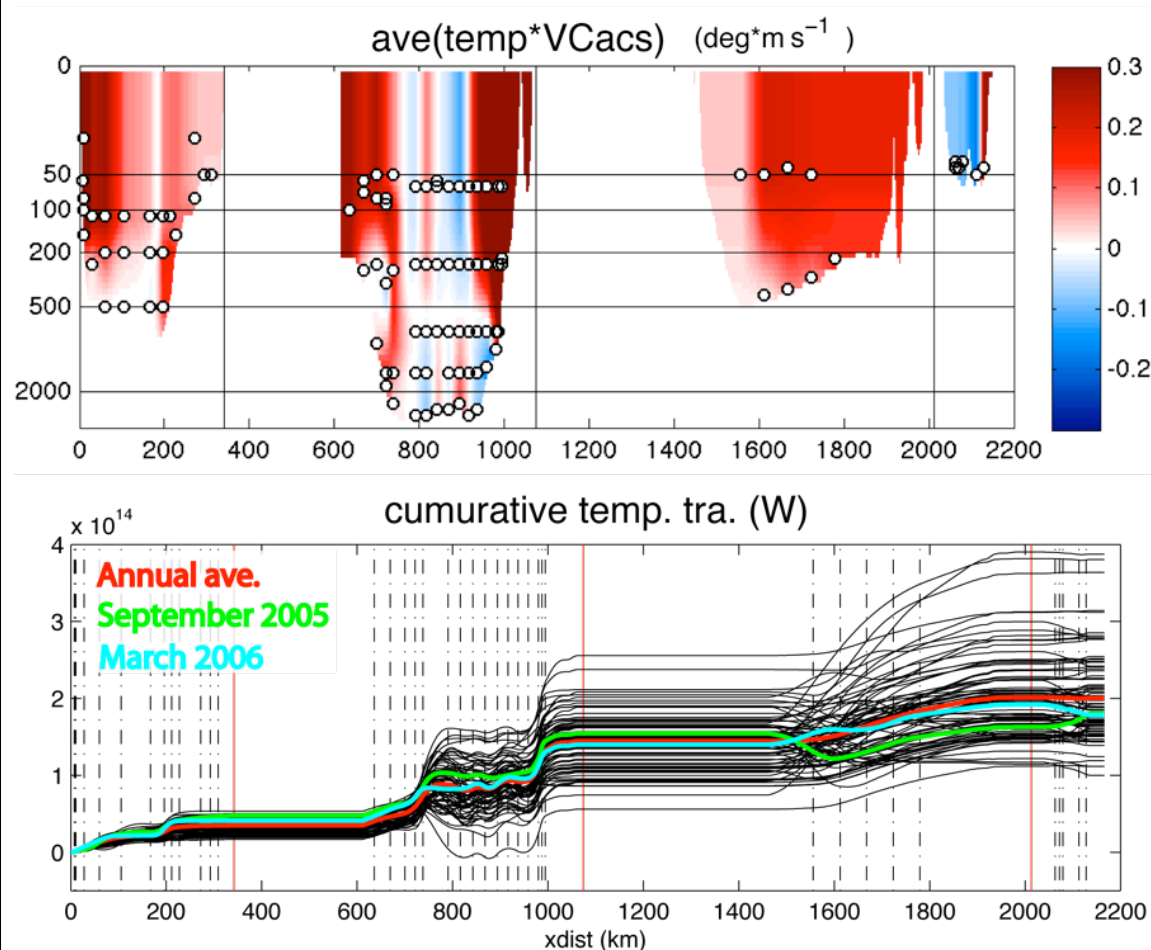 ave(temp*VCacs) (deg*m s⁻¹ )
0
50
100
200
500
2000
0 200 400 600 800 1000 1200 1400 1600 1800 2000 2200
0.3
0.2
0.1
0
-0.1
-0.2
cumurative temp. tra. (W)
x 10¹⁴
4
3
2
1
0
Annual ave.
September 2005
March 2006
0 200 400 600 800 1000 1200 1400 1600 1800 2000 2200
xdist (km)